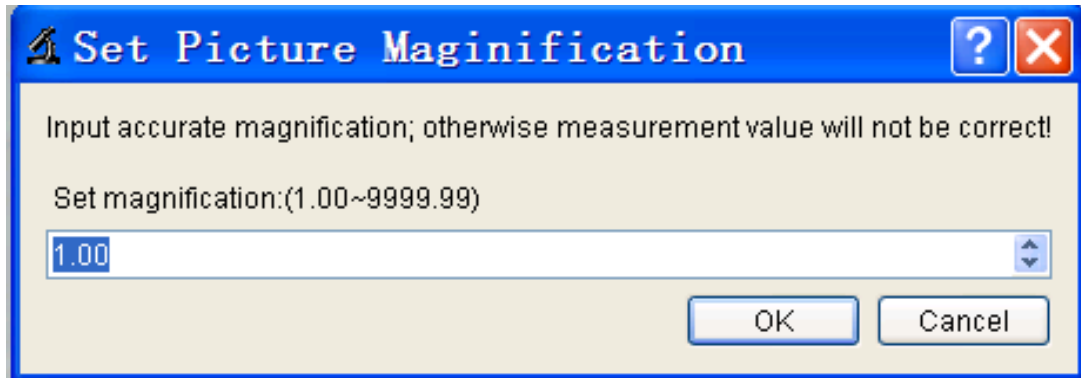 Set Picture Maginification
Input accurate magnification; otherwise measurement value will not be correct!
Set magnification:(1.00~9999.99)
1.00
OK Cancel